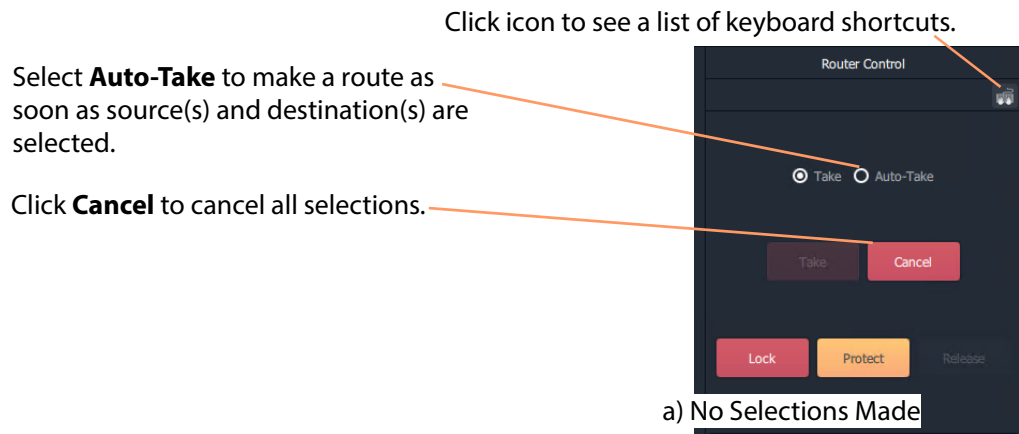 Click icon to see a list of keyboard shortcuts.
Router Control
Select Auto-Take to make a route as
soon as source(s) and destination(s) are
selected.
Take Auto-Take
Click Cancel to cancel all selections.
Take Cancel
Lock Protect Release
a) No Selections Made